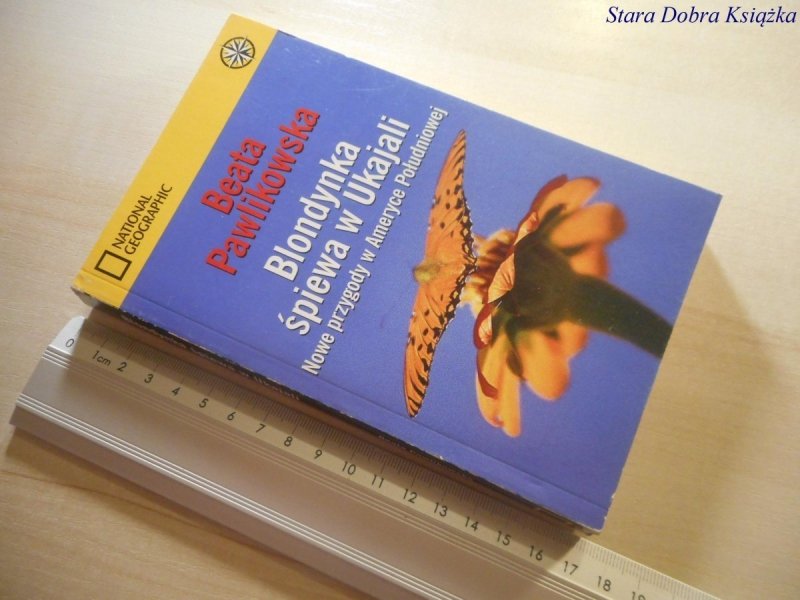 Stara Dobra Książka
NATIONAL
GEOGRAPHIC
Beata
Pawlikowska
Blondynka
śpiewa w Ukajali
Nowe przygody w Ameryce Południowej
0 1cm 2 3 4 5 6 7 8 9 10 11 12 13 14 15 16 17 18 19